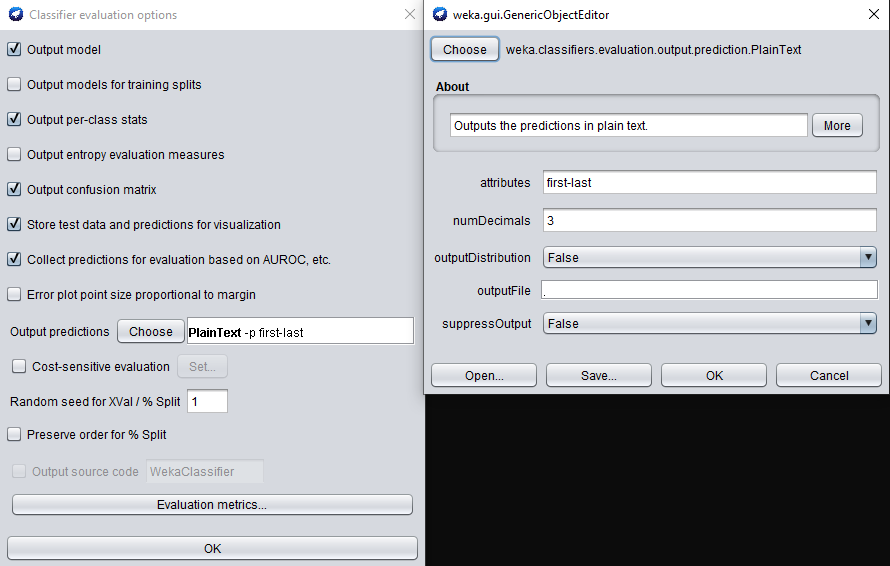 Classifier evaluation options
Output model
Output models for training splits
Output per-class stats
Output entropy evaluation measures
Output confusion matrix
Store test data and predictions for visualization
Collect predictions for evaluation based on AUROC, etc.
Error plot point size proportional to margin
Output predictions Choose PlainText -p first-last
Cost-sensitive evaluation Set...
Random seed for XVal / % Split 1
Preserve order for % Split
Output source code WekaClassifier
Evaluation metrics...
OK
weka.gui.GenericObjectEditor
Choose weka.classifiers.evaluation.output.prediction.PlainText
About
Outputs the predictions in plain text. More
attributes first-last
numDecimals 3
outputDistribution False
outputFile .
suppressOutput False
Open... Save... OK Cancel